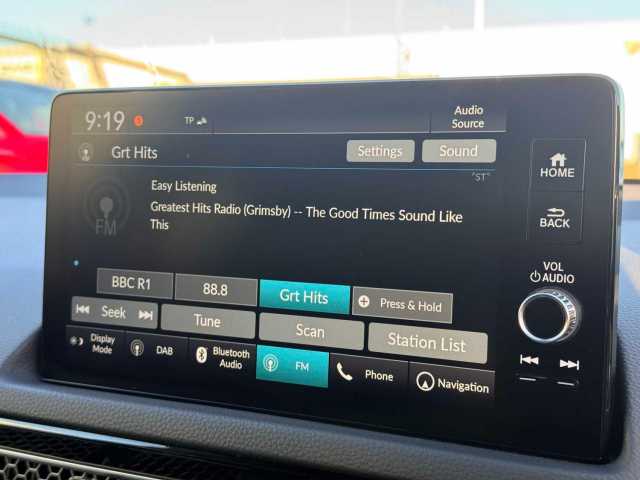 9:19
TP
Audio
Source
Grt Hits
Settings
Sound
"ST"
Easy Listening
Greatest Hits Radio (Grimsby) -- The Good Times Sound Like
This
FM
HOME
BACK
VOL
AUDIO
BBC R1
88.8
Grt Hits
Press & Hold
Seek
Tune
Scan
Station List
Display
Mode
DAB
Bluetooth
Audio
FM
Phone
Navigation